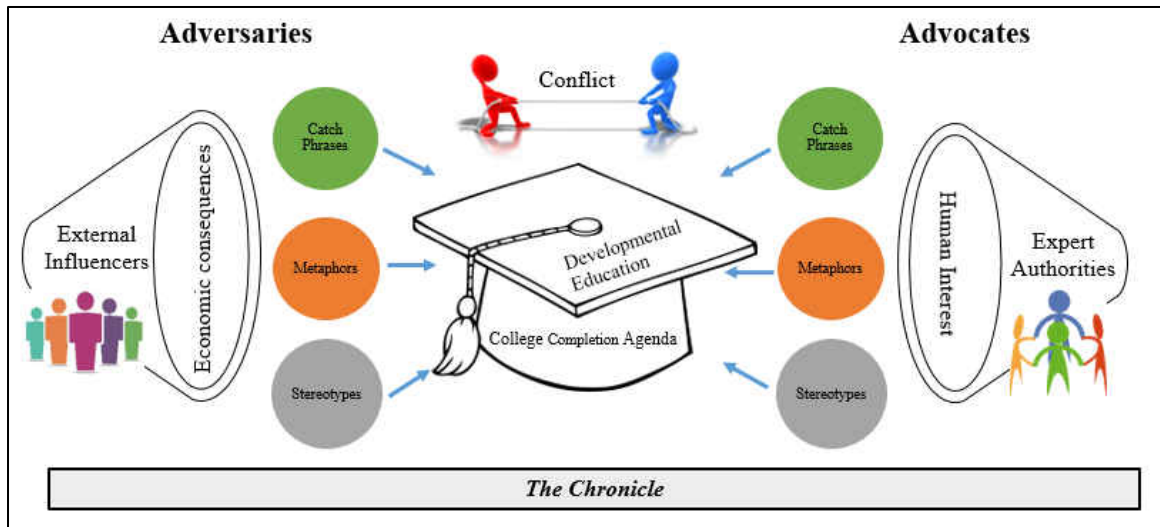 Adversaries
Advocates
Conflict
Catch
Phrases
Catch
Phrases
External
Influencers
Economic consequences
Metaphors
Developmental
Education
Metaphors
Human Interest
Expert
Authorities
College Completion Agenda
Stereotypes
Stereotypes
The Chronicle